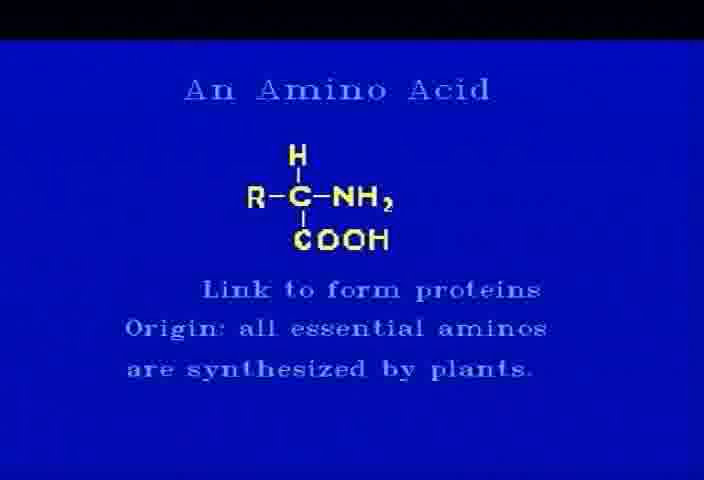 An Amino Acid
H
R-C-NH₂
COOH
Link to form proteins
Origin: all essential aminos
are synthesized by plants.